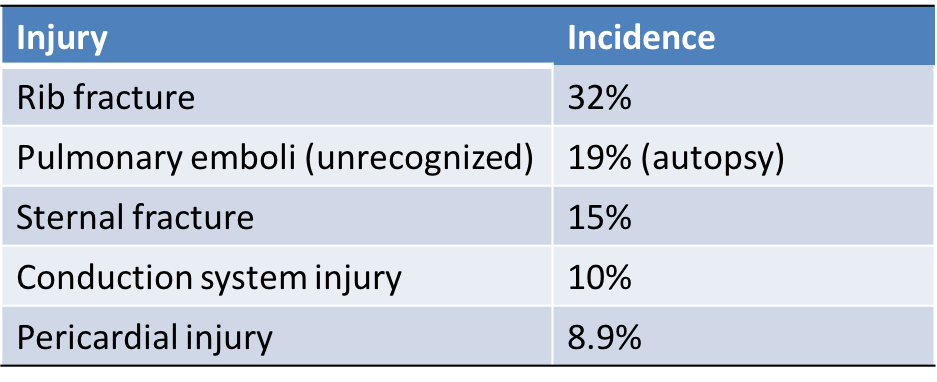 Injury Incidence
Rib fracture 32%
Pulmonary emboli (unrecognized) 19% (autopsy)
Sternal fracture 15%
Conduction system injury 10%
Pericardial injury 8.9%